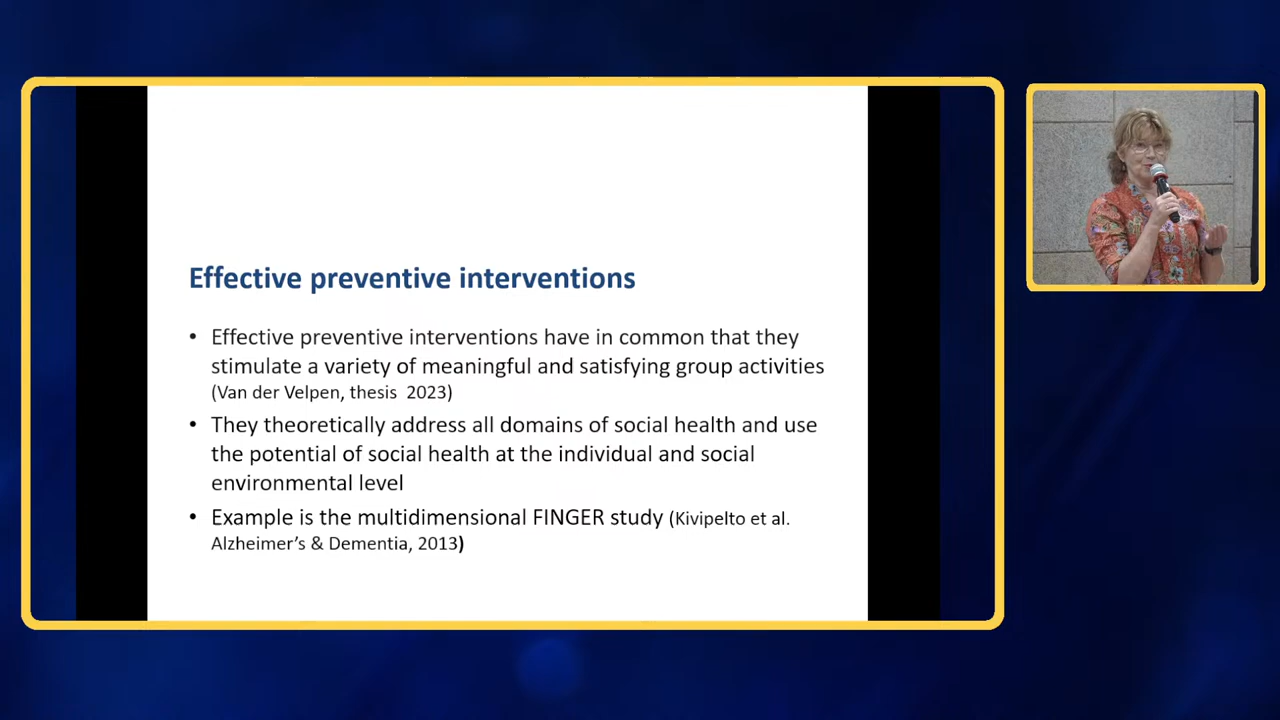 Effective preventive interventions
• Effective preventive interventions have in common that they
stimulate a variety of meaningful and satisfying group activities
(Van der Velpen, thesis 2023)
• They theoretically address all domains of social health and use
the potential of social health at the individual and social
environmental level
• Example is the multidimensional FINGER study (Kivipelto et al.
Alzheimer's & Dementia, 2013)